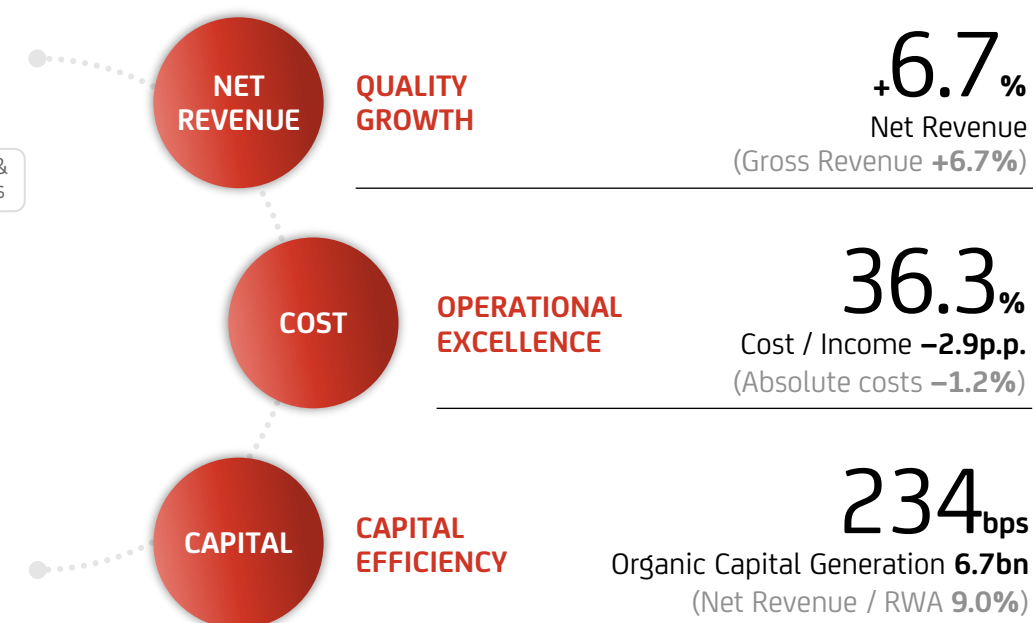 NET
REVENUE
QUALITY
GROWTH
+6.7%
Net Revenue
(Gross Revenue +6.7%)
&
s
COST
OPERATIONAL
EXCELLENCE
36.3%
Cost / Income –2.9p.p.
(Absolute costs –1.2%)
CAPITAL
CAPITAL
EFFICIENCY
234bps
Organic Capital Generation 6.7bn
(Net Revenue / RWA 9.0%)